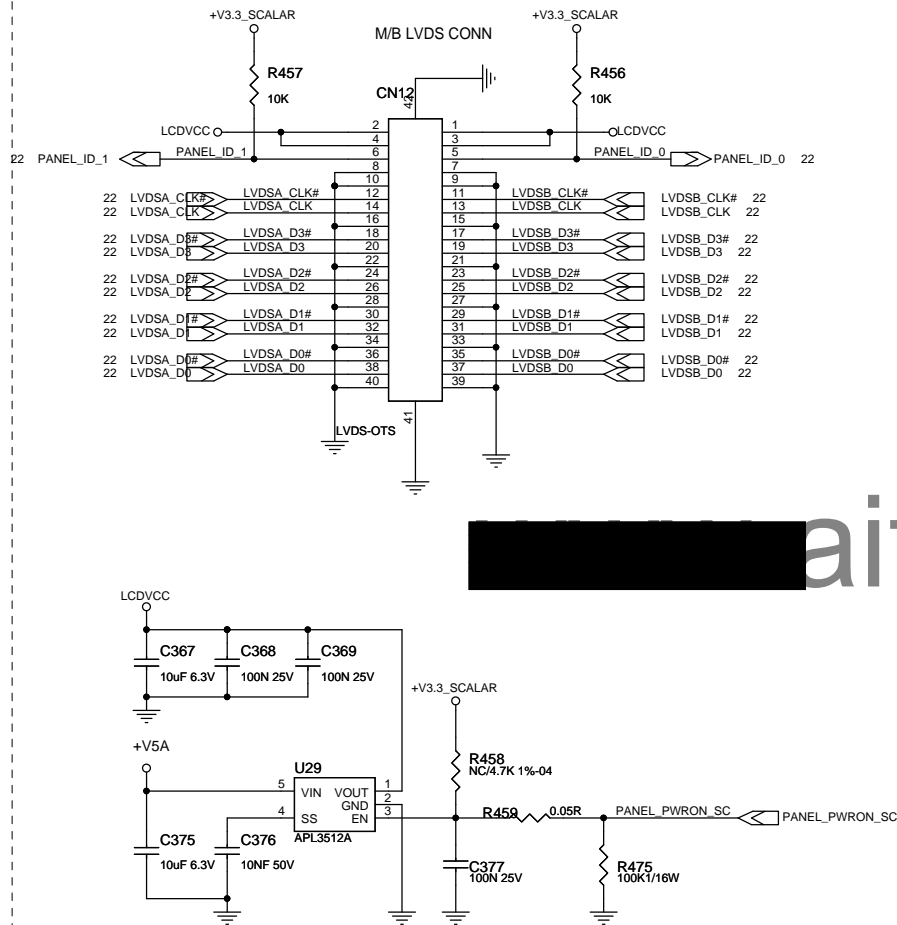 +V3.3_SCALAR +V3.3_SCALAR
M/B LVDS CONN
R457 R456
10K 10K
CN12
42
LCDVCC 2 1 LCDVCC
4 3
22 PANEL_ID_1 PANEL_ID_1 6 5 PANEL_ID_0 PANEL_ID_0 22
8 7
10 9
22 LVDSA_CLK# LVDSA_CLK# 12 11 LVDSB_CLK# LVDSB_CLK# 22
22 LVDSA_CLK LVDSA_CLK 14 13 LVDSB_CLK LVDSB_CLK 22
16 15
22 LVDSA_D3# LVDSA_D3# 18 17 LVDSB_D3# LVDSB_D3# 22
22 LVDSA_D3 LVDSA_D3 20 19 LVDSB_D3 LVDSB_D3 22
22 21
22 LVDSA_D2# LVDSA_D2# 24 23 LVDSB_D2# LVDSB_D2# 22
22 LVDSA_D2 LVDSA_D2 26 25 LVDSB_D2 LVDSB_D2 22
28 27
22 LVDSA_D1# LVDSA_D1# 30 29 LVDSB_D1# LVDSB_D1# 22
22 LVDSA_D1 LVDSA_D1 32 31 LVDSB_D1 LVDSB_D1 22
34 33
22 LVDSA_D0# LVDSA_D0# 36 35 LVDSB_D0# LVDSB_D0# 22
22 LVDSA_D0 LVDSA_D0 38 37 LVDSB_D0 LVDSB_D0 22
40 39
41
LVDS-OTS
LCDVCC
C367 C368 C369
10uF 6.3V 100N 25V 100N 25V
+V3.3_SCALAR
+V5A
U29
R458
NC/4.7K 1%-04
5 VIN VOUT 1
GND 2
4 SS EN 3
APL3512A
R459 0.05R PANEL_PWRON_SC PANEL_PWRON_SC
C375 C376
10uF 6.3V 10NF 50V
C377
100N 25V
R475
100K1/16W